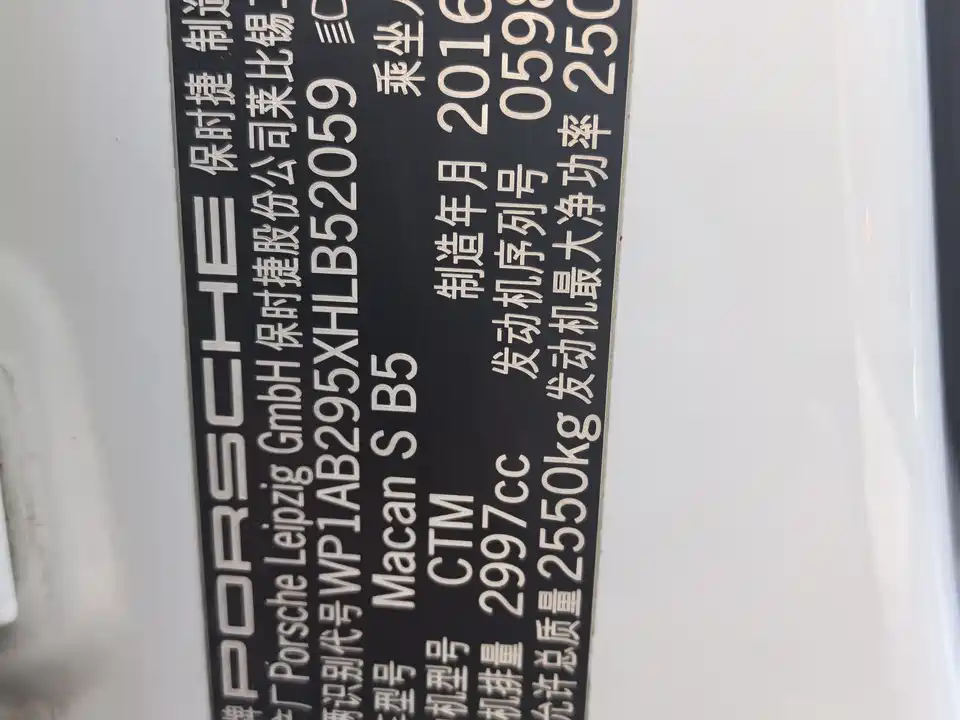 牌 PORSCHE 保时捷 制造
Porsche Leipzig GmbH 保时捷股份公司莱比锡
辆识别代号 WP1AB295XHLB52059
型号 Macan S B5 乘坐
机型号 CTM 制造年月 2016
机排量 2997cc 发动机序列号 059
允许总质量 2550kg 发动机最大净功率 250